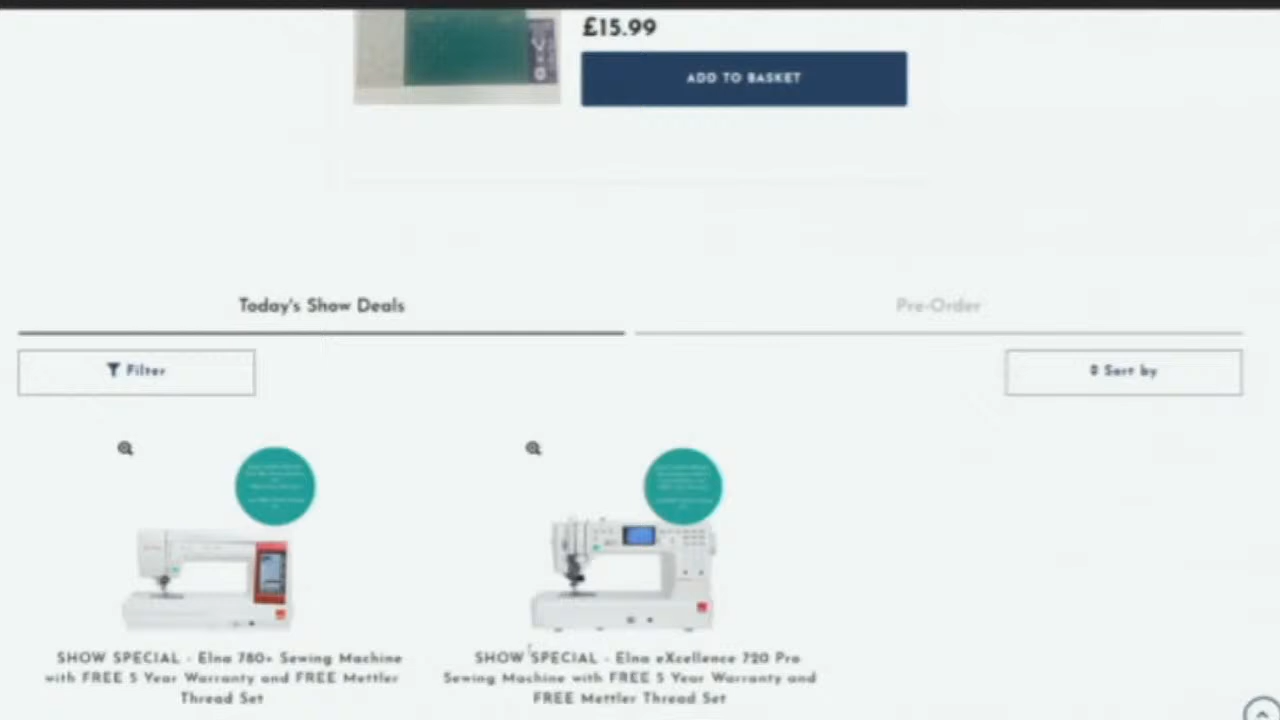 £15.99
ADD TO BASKET
Today's Show Deals
Pre-Order
Filter
Sort by
SHOW SPECIAL - Elna 780+ Sewing Machine
with FREE 5 Year Warranty and FREE Mettler
Thread Set
SHOW SPECIAL - Elna eXcellence 720 Pro
Sewing Machine with FREE 5 Year Warranty and
FREE Mettler Thread Set